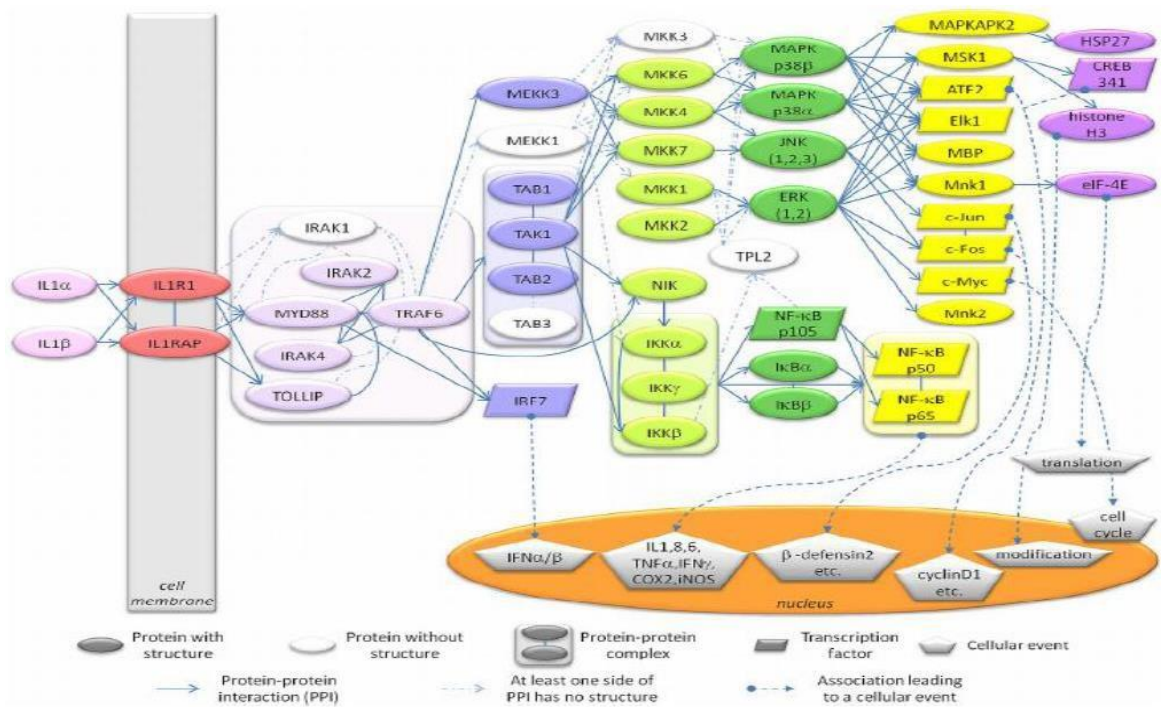 IL1α
IL1β
cell
membrane
IL1R1
IL1RAP
IRAK1
IRAK2
MYD88
TRAF6
IRAK4
TOLLIP
MEKK3
MEKK1
TAB1
TAK1
TAB2
TAB3
IRF7
MKK3
MKK6
MKK4
MKK7
MKK1
MKK2
NIK
IKKα
IKKγ
IKKβ
MAPK
p38β
MAPK
p38α
JNK
(1,2,3)
ERK
(1,2)
TPL2
NF-κB
p105
IκBα
IκBβ
MAPKAPK2
MSK1
ATF2
Elk1
MBP
Mnk1
c-Jun
c-Fos
c-Myc
Mnk2
NF-κB
p50
NF-κB
p65
HSP27
CREB
341
histone
H3
eIF-4E
translation
cell
cycle
IFNα/β
IL1,8,6,
TNFα,IFNγ,
COX2,iNOS
β-defensin2
etc.
cyclinD1
etc.
modification
nucleus
Protein with
structure
Protein without
structure
Protein-protein
complex
Transcription
factor
Cellular event
Protein-protein
interaction (PPI)
At least one side of
PPI has no structure
Association leading
to a cellular event